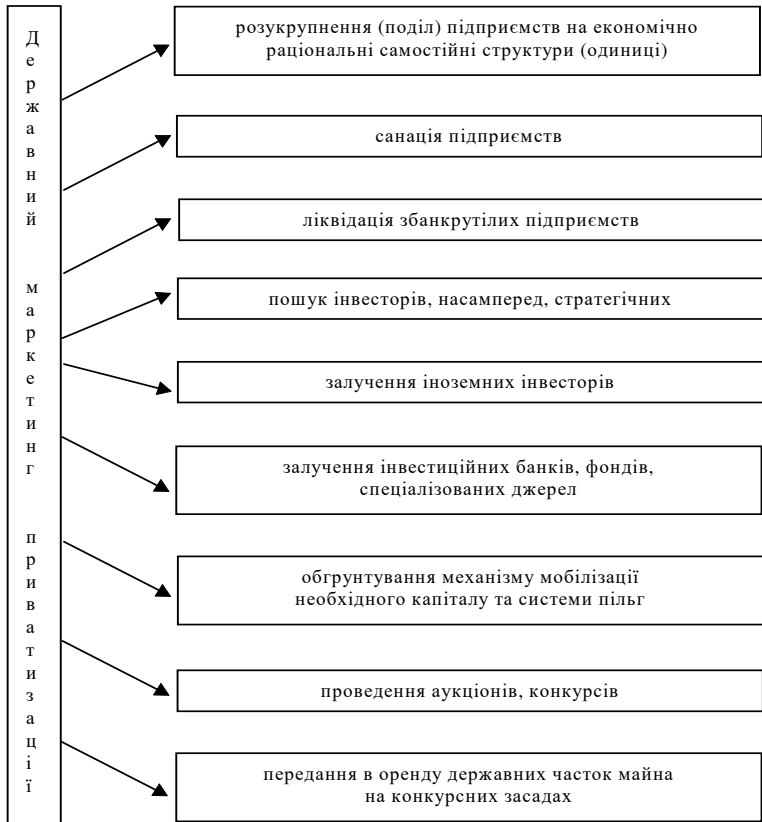 Державний маркетинг приватизації
розукрупнення (поділ) підприємств на економічно
раціональні самостійні структури (одиниці)
санація підприємств
ліквідація збанкрутілих підприємств
пошук інвесторів, насамперед, стратегічних
залучення іноземних інвесторів
залучення інвестиційних банків, фондів,
спеціалізованих джерел
обгрунтування механізму мобілізації
необхідного капіталу та системи пільг
проведення аукціонів, конкурсів
передання в оренду державних часток майна
на конкурсних засадах